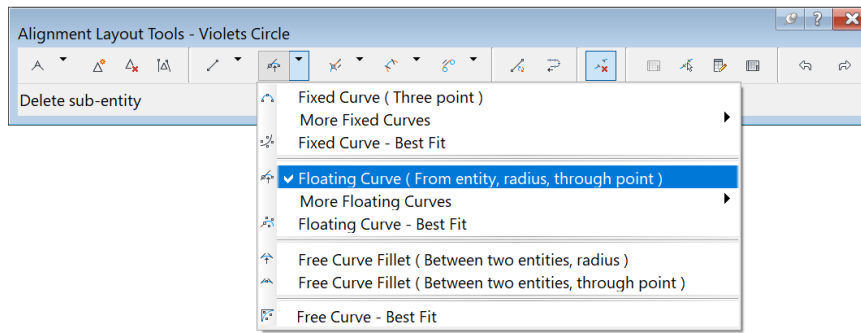 Alignment Layout Tools - Violets Circle
?
Delete sub-entity
Fixed Curve ( Three point )
More Fixed Curves
Fixed Curve - Best Fit
Floating Curve ( From entity, radius, through point )
More Floating Curves
Floating Curve - Best Fit
Free Curve Fillet ( Between two entities, radius )
Free Curve Fillet ( Between two entities, through point )
Free Curve - Best Fit